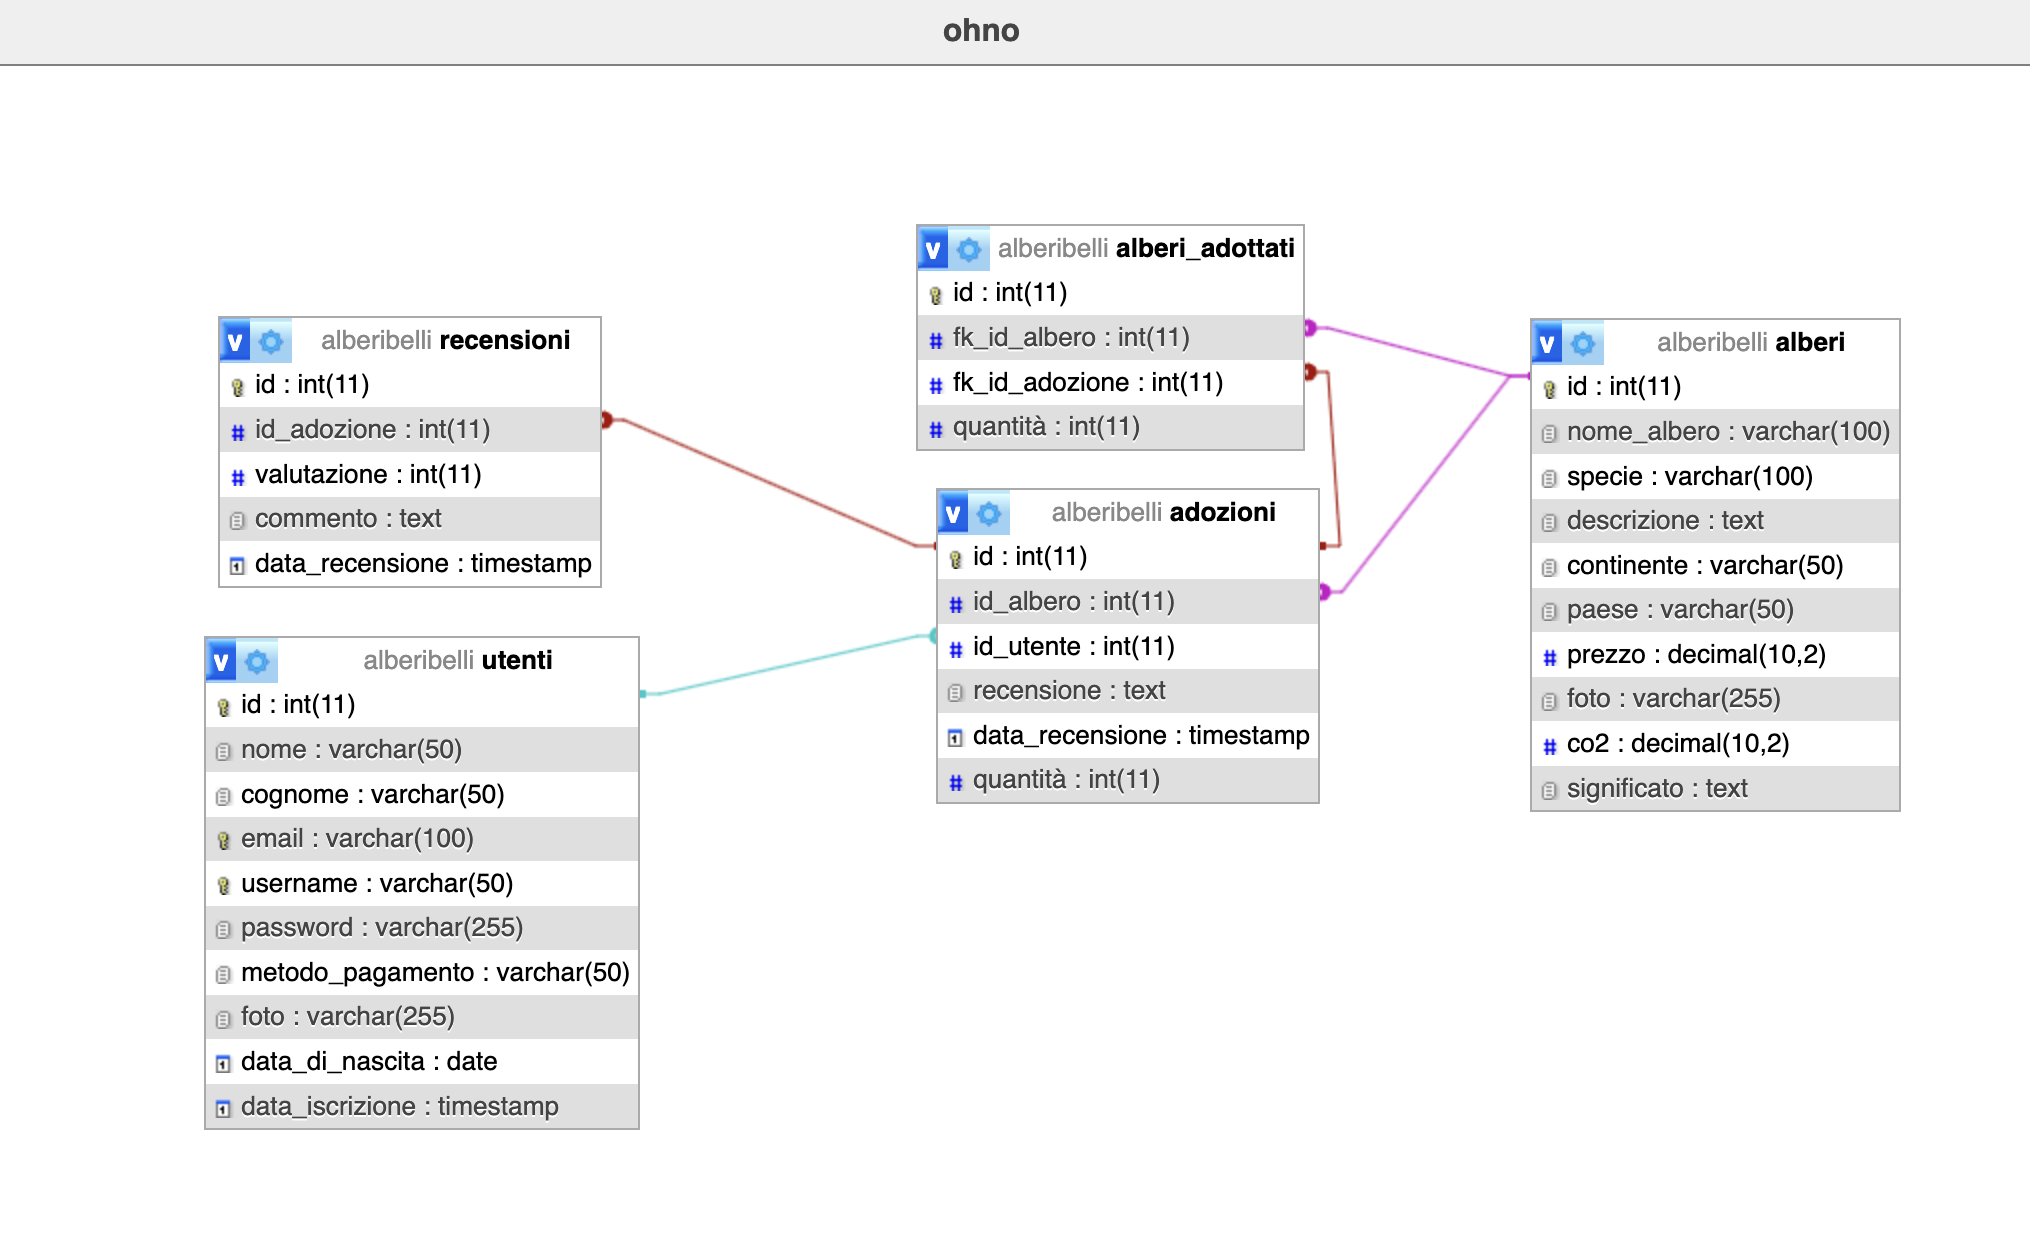 ohno
alberibelli recensioni
id : int(11)
id_adozione : int(11)
valutazione : int(11)
commento : text
data_recensione : timestamp
alberibelli utenti
id : int(11)
nome : varchar(50)
cognome : varchar(50)
email : varchar(100)
username : varchar(50)
password : varchar(255)
metodo_pagamento : varchar(50)
foto : varchar(255)
data_di_nascita : date
data_iscrizione : timestamp
alberibelli alberi_adottati
id : int(11)
fk_id_albero : int(11)
fk_id_adozione : int(11)
quantità : int(11)
alberibelli adozioni
id : int(11)
id_albero : int(11)
id_utente : int(11)
recensione : text
data_recensione : timestamp
quantità : int(11)
alberibelli alberi
id : int(11)
nome_albero : varchar(100)
specie : varchar(100)
descrizione : text
continente : varchar(50)
paese : varchar(50)
prezzo : decimal(10,2)
foto : varchar(255)
co2 : decimal(10,2)
significato : text